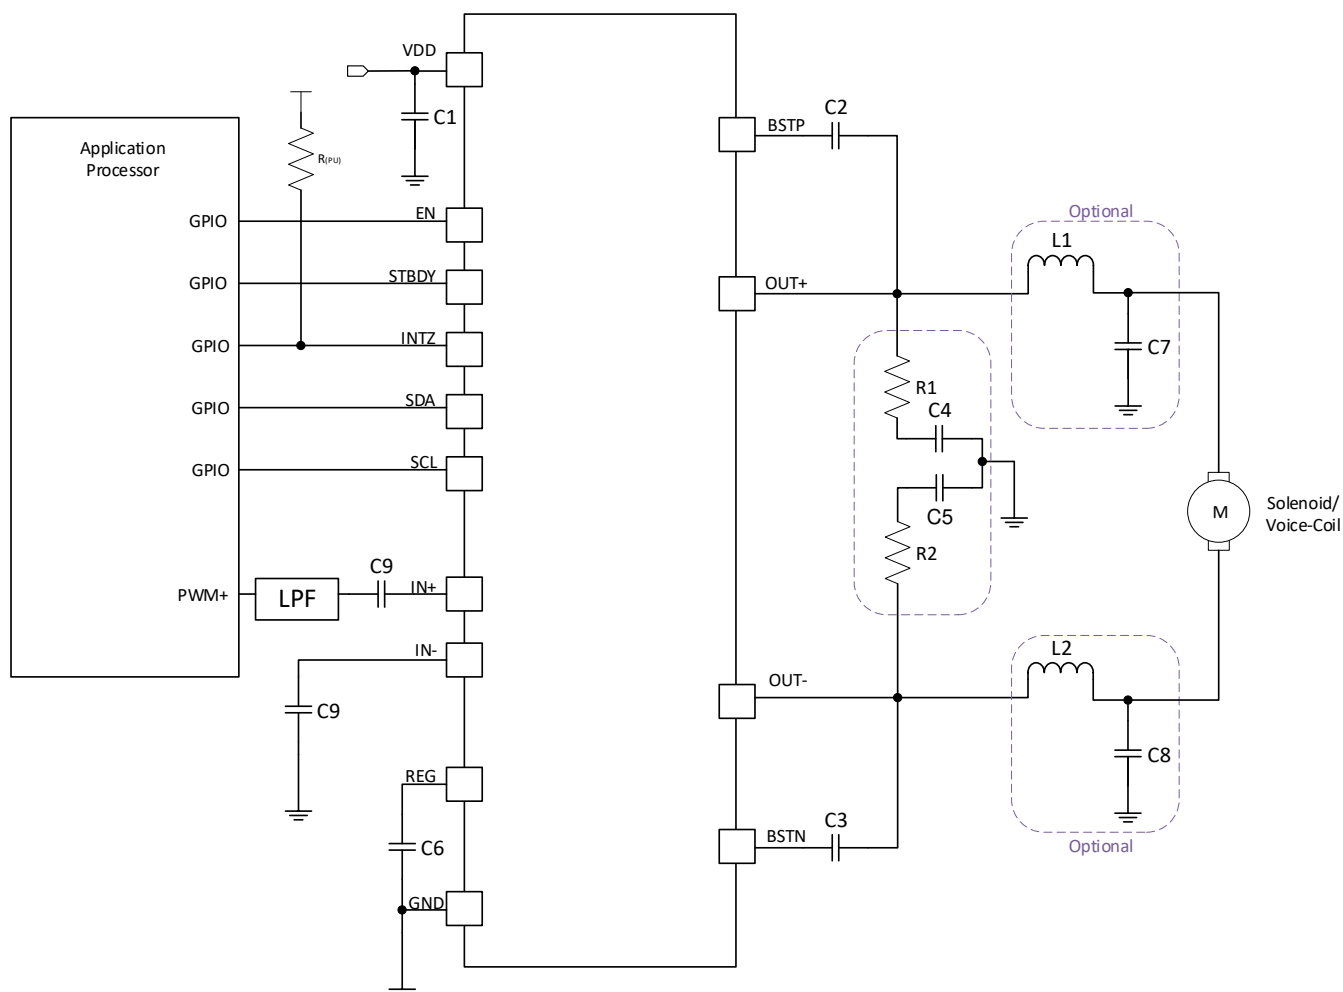 VDD
C1
Application
Processor
R(PU)
GPIO
EN
GPIO
STBDY
GPIO
INTZ
GPIO
SDA
GPIO
SCL
PWM+
LPF
C9
IN+
IN-
C9
REG
C6
GND
BSTP
C2
OUT+
Optional
L1
C7
R1
C4
C5
R2
M
Solenoid/
Voice-Coil
OUT-
L2
C8
Optional
BSTN
C3